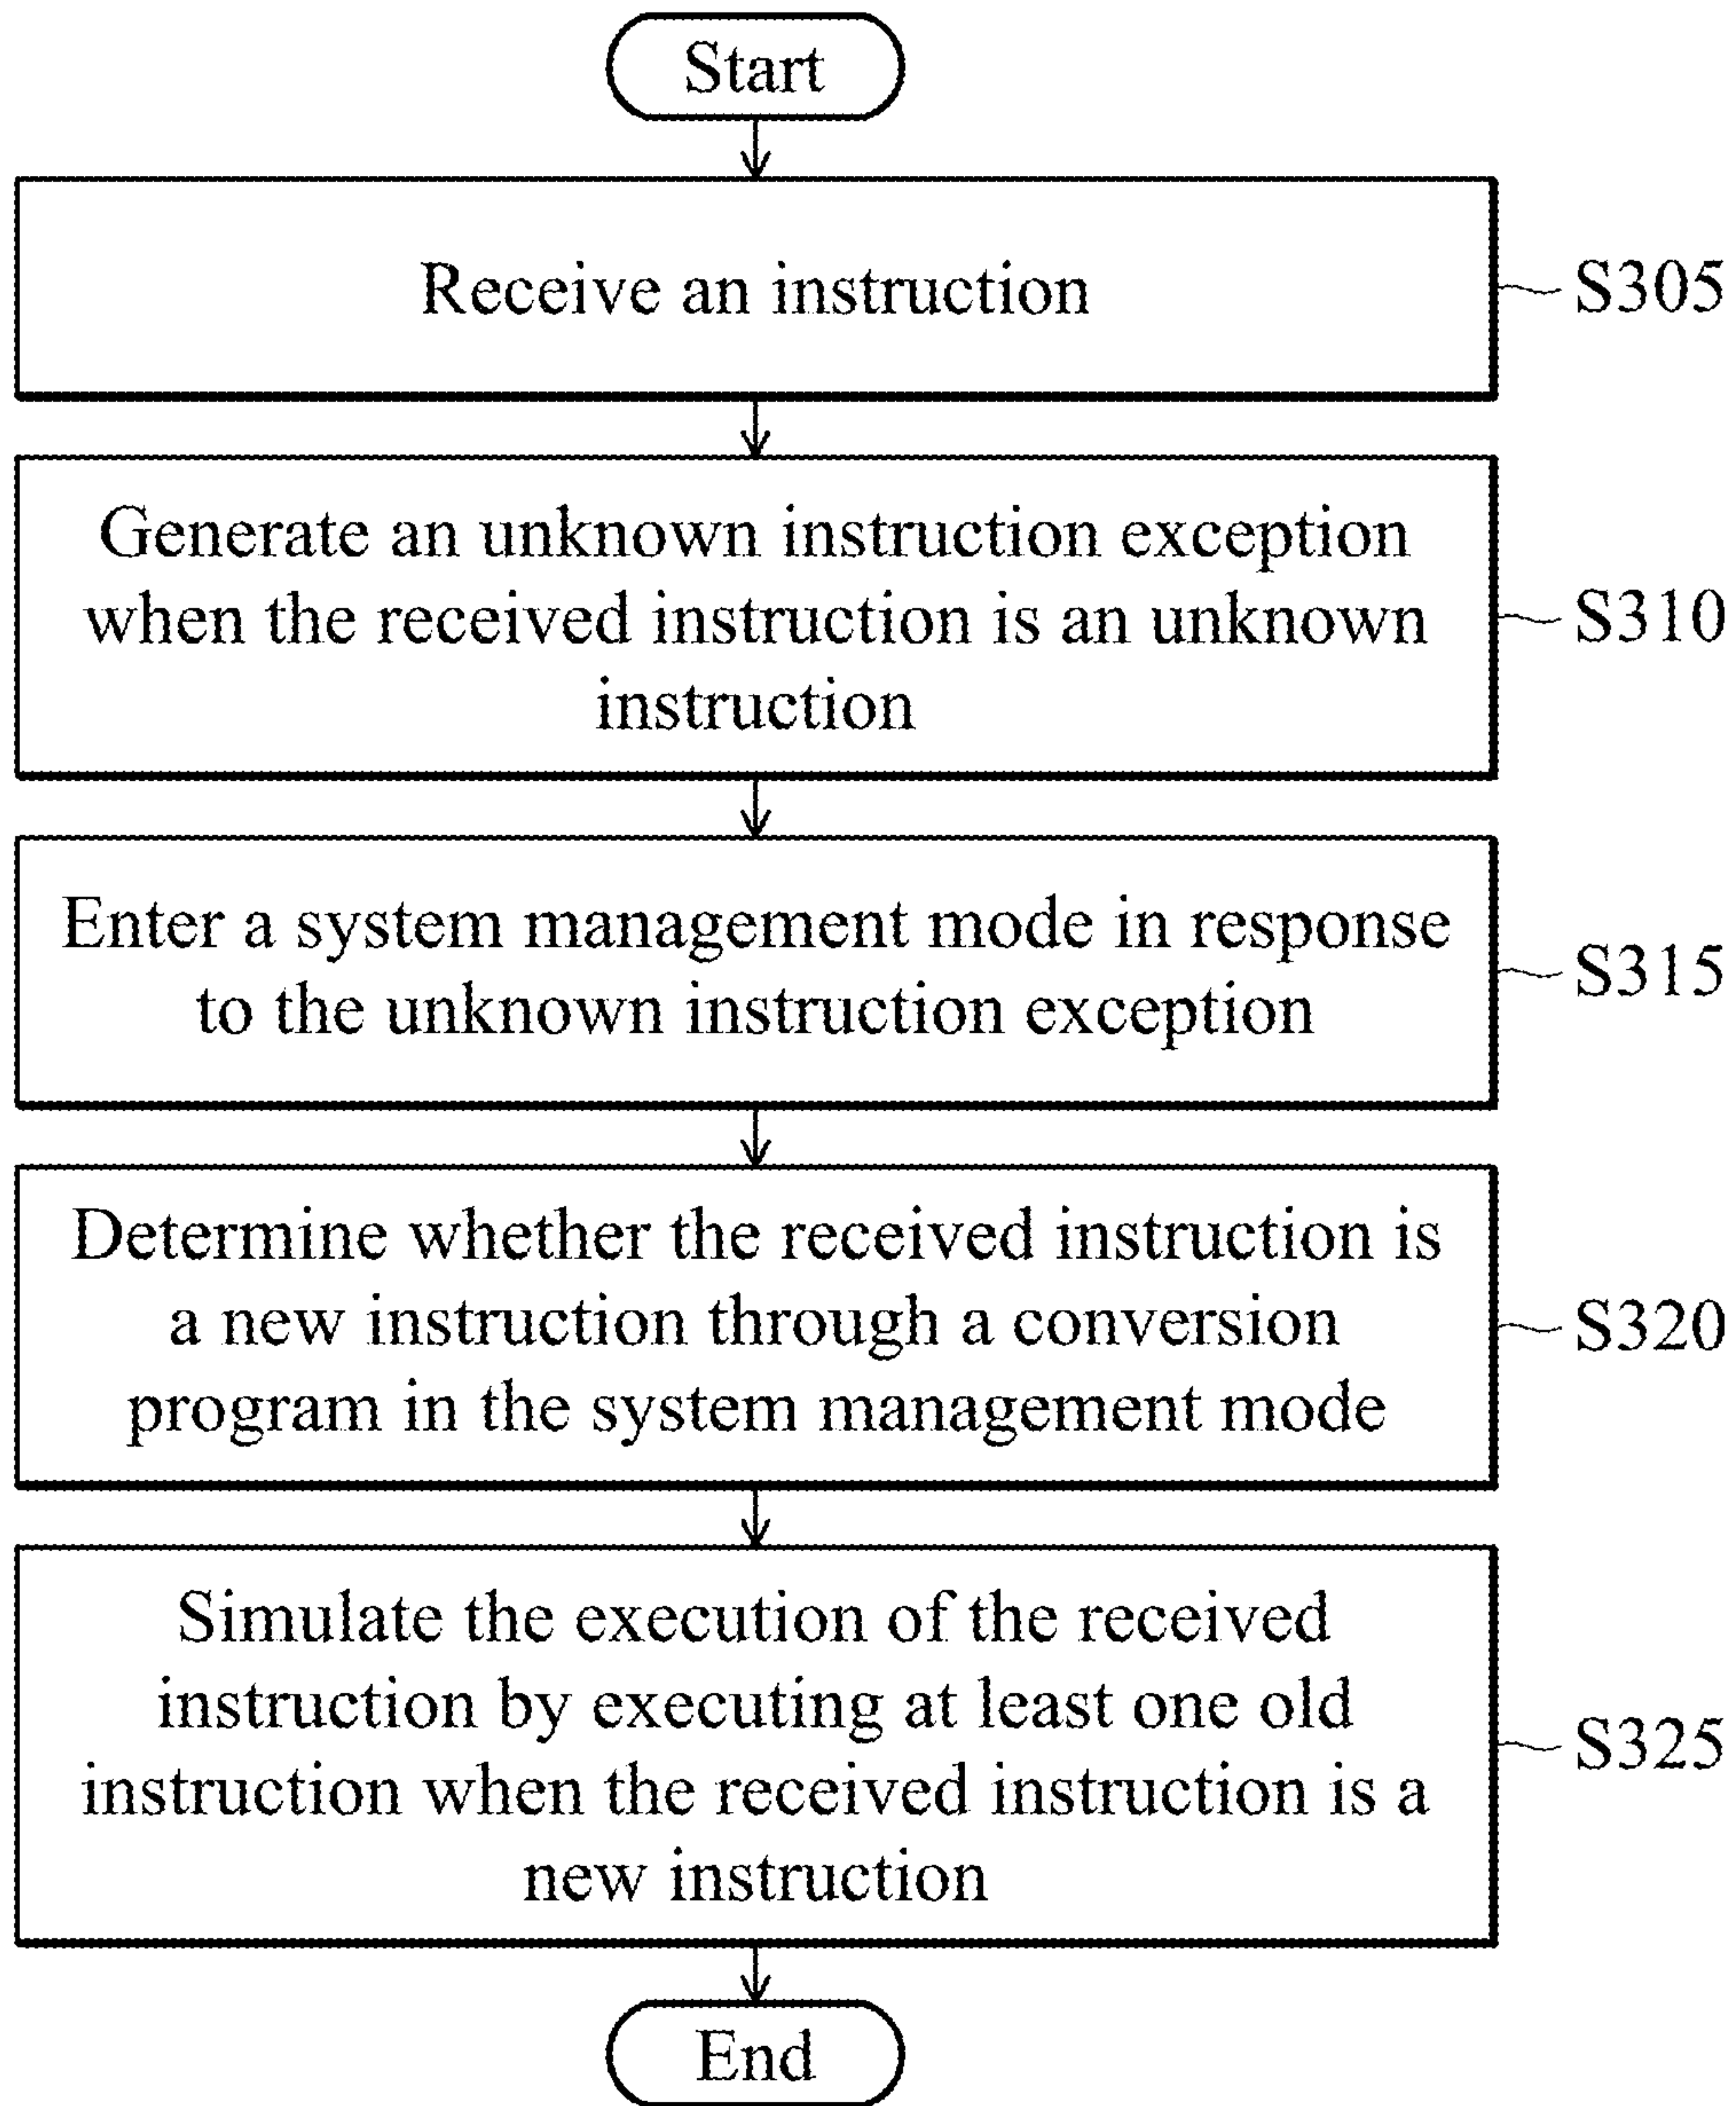 Start
Receive an instruction
S305
Generate an unknown instruction exception
when the received instruction is an unknown
instruction
S310
Enter a system management mode in response
to the unknown instruction exception
S315
Determine whether the received instruction is
a new instruction through a conversion
program in the system management mode
S320
Simulate the execution of the received
instruction by executing at least one old
instruction when the received instruction is a
new instruction
S325
End